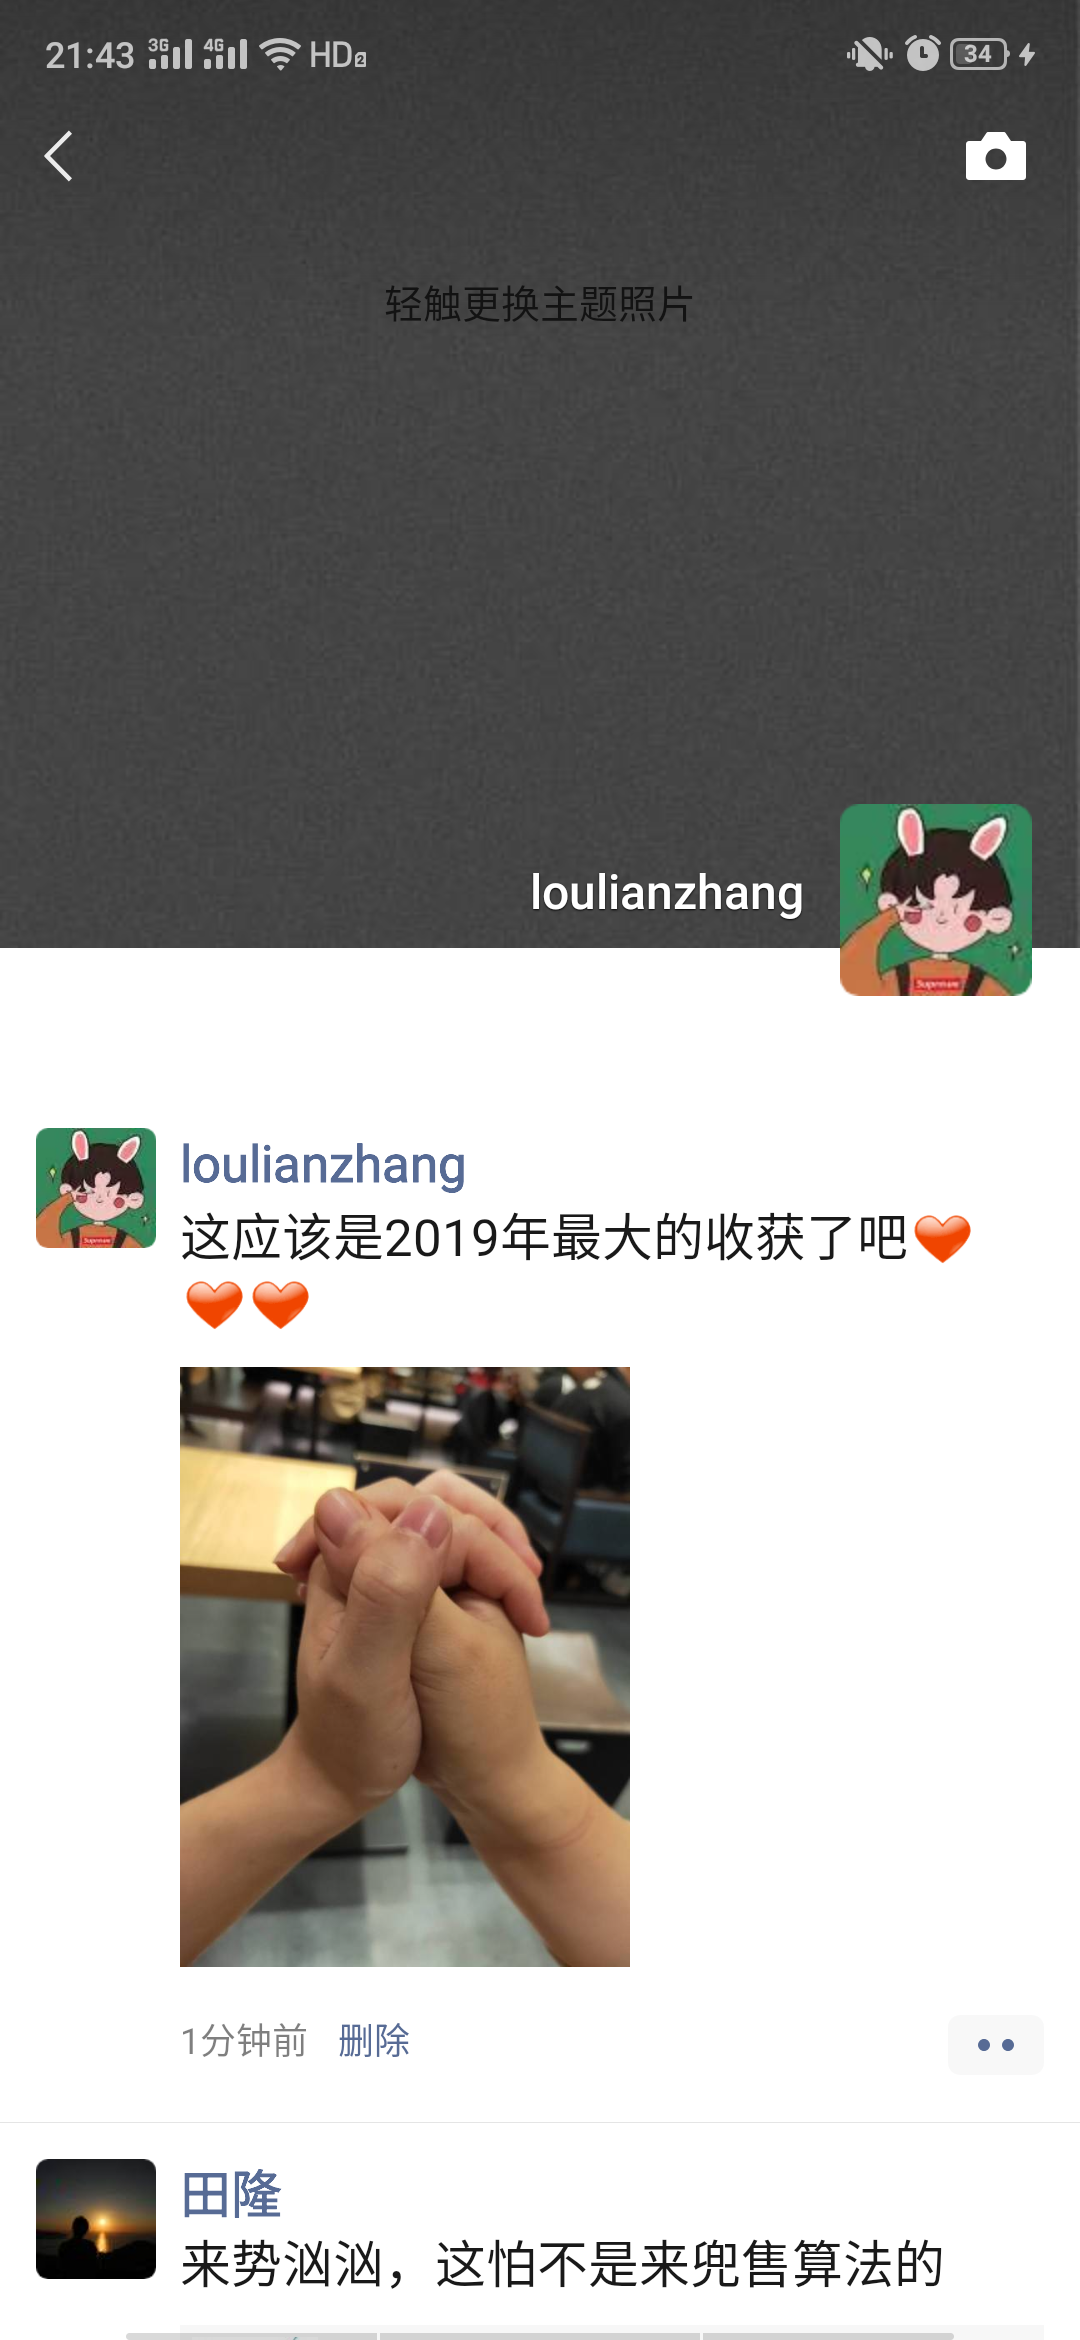 21:43 3G 4G HD2 34
轻触更换主题照片
loulianzhang
Supreme
loulianzhang
这应该是2019年最大的收获了吧❤
❤❤
1分钟前 删除
田隆
来势汹汹，这怕不是来兜售算法的